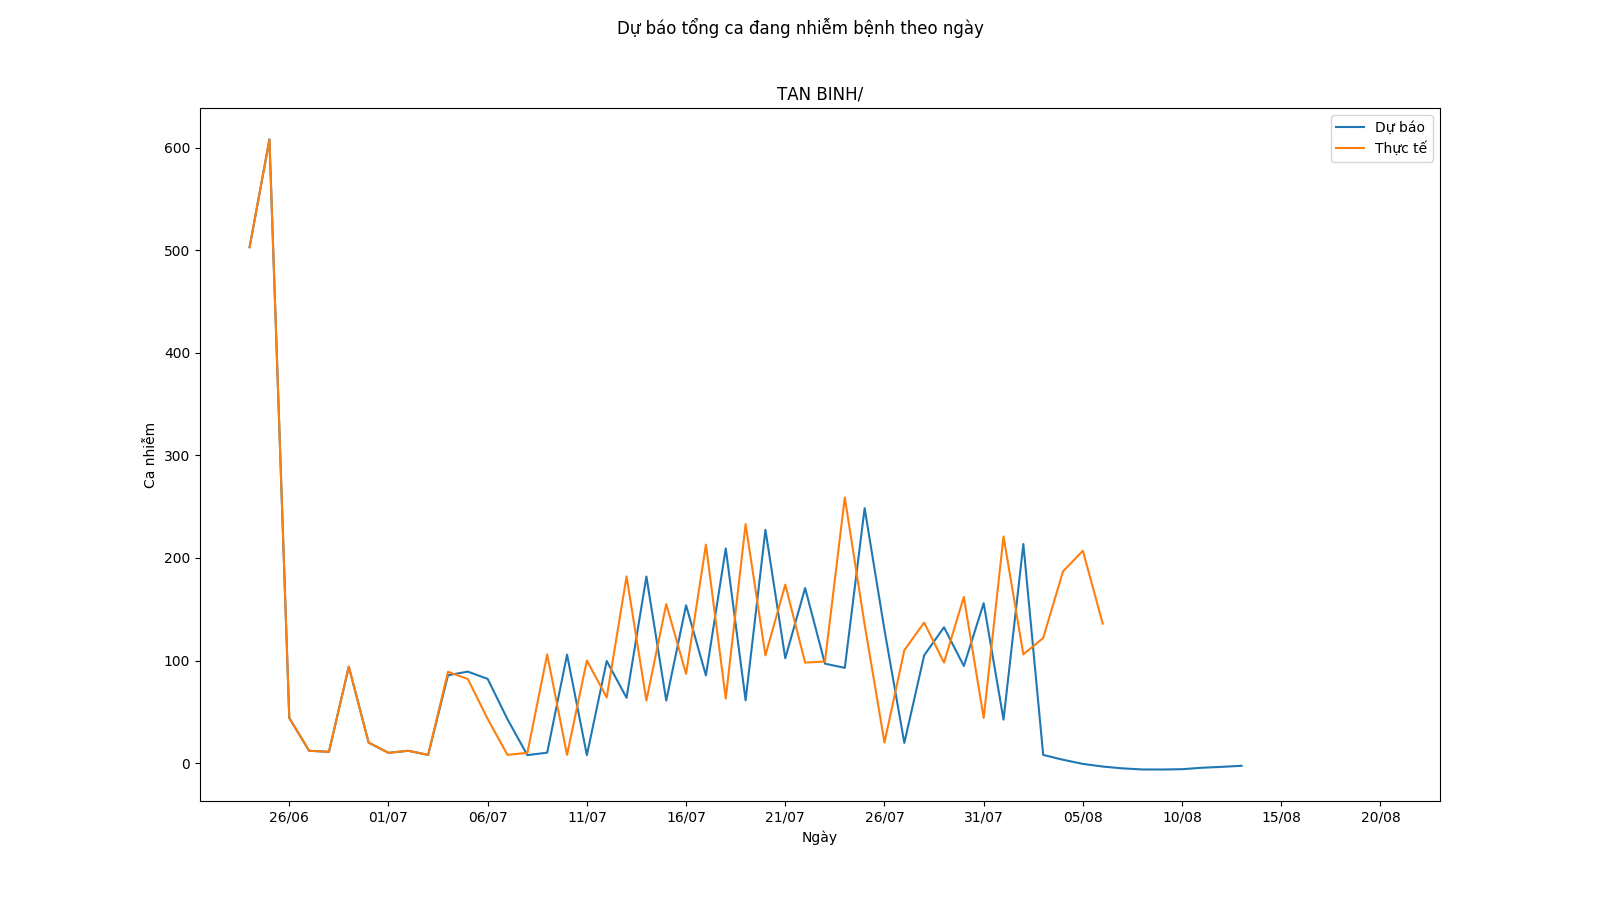 Dự báo tổng ca đang nhiễm bệnh theo ngày
TAN BINH/
Dự báo
Thực tế
600
500
400
300
200
100
0
Ca nhiễm
26/06 01/07 06/07 11/07 16/07 21/07 26/07 31/07 05/08 10/08 15/08 20/08
Ngày